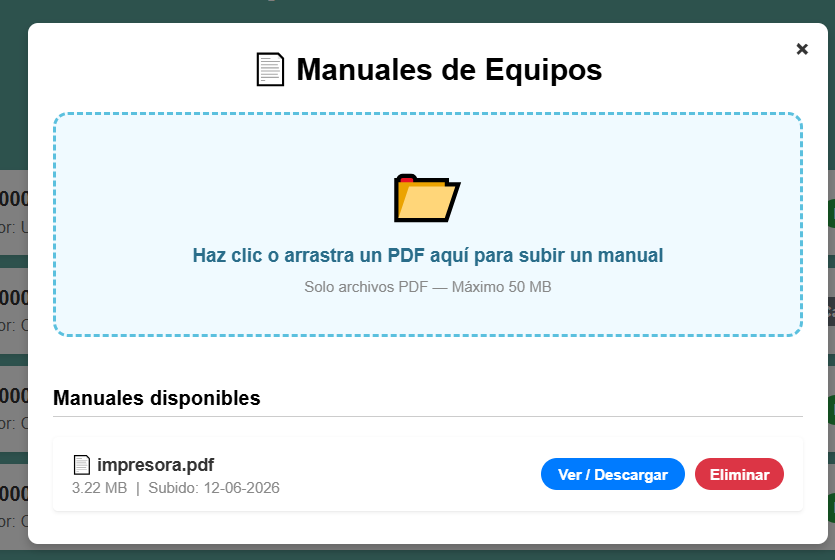 ×
Manuales de Equipos
Haz clic o arrastra un PDF aquí para subir un manual
Solo archivos PDF — Máximo 50 MB
Manuales disponibles
impresora.pdf
3.22 MB | Subido: 12-06-2026
Ver / Descargar
Eliminar